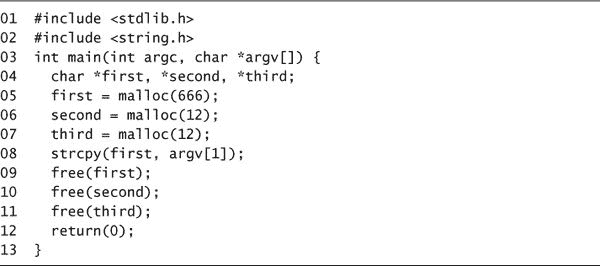 01 #include <stdlib.h>
02 #include <string.h>
03 int main(int argc, char *argv[]) {
04   char *first, *second, *third;
05   first = malloc(666);
06   second = malloc(12);
07   third = malloc(12);
08   strcpy(first, argv[1]);
09   free(first);
10   free(second);
11   free(third);
12   return(0);
13 }